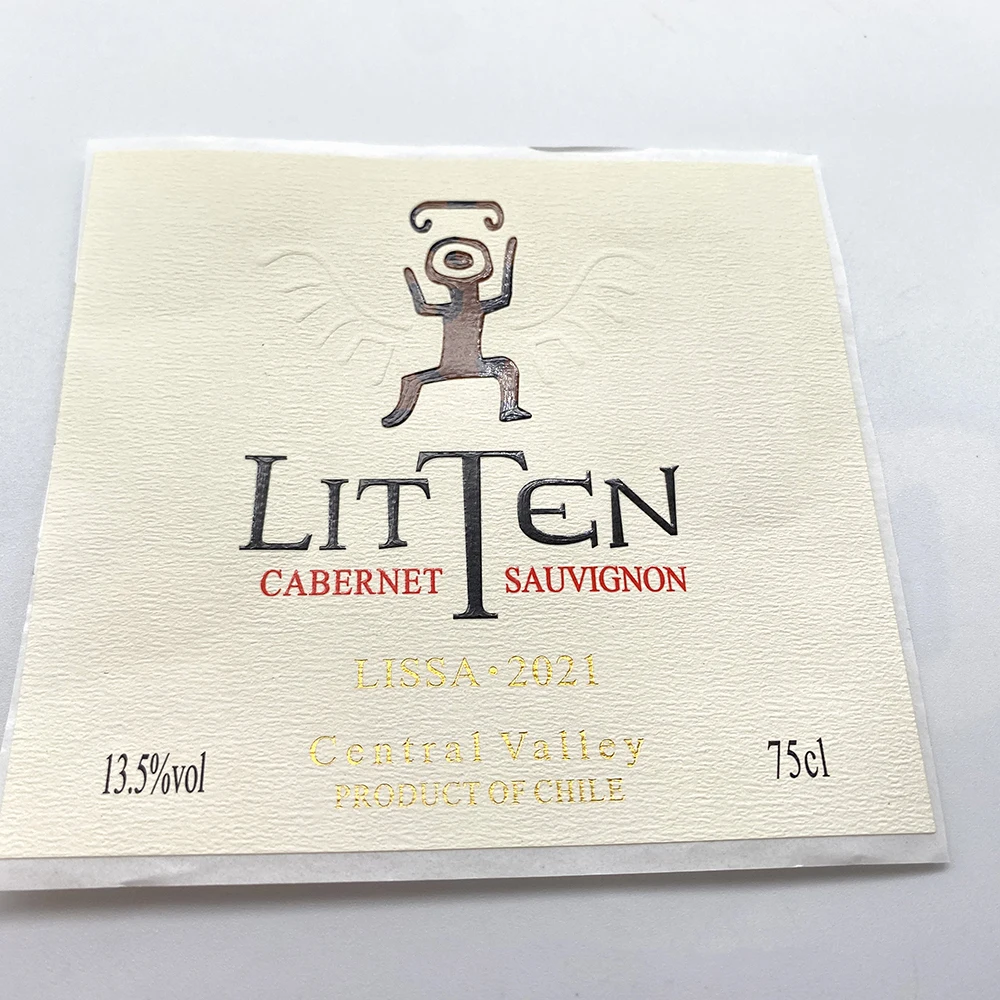 LITTEN
CABERNET SAUVIGNON
LISSA·2021
Central Valley
13.5%vol
75cl
PRODUCT OF CHILE